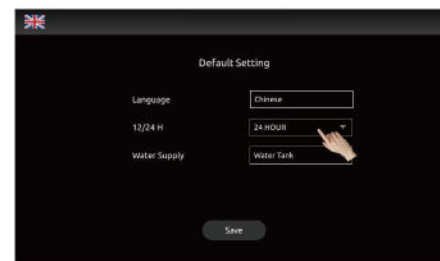 Default Setting
Language Chinese
12/24 H 24 HOUR
Water Supply Water Tank
Save